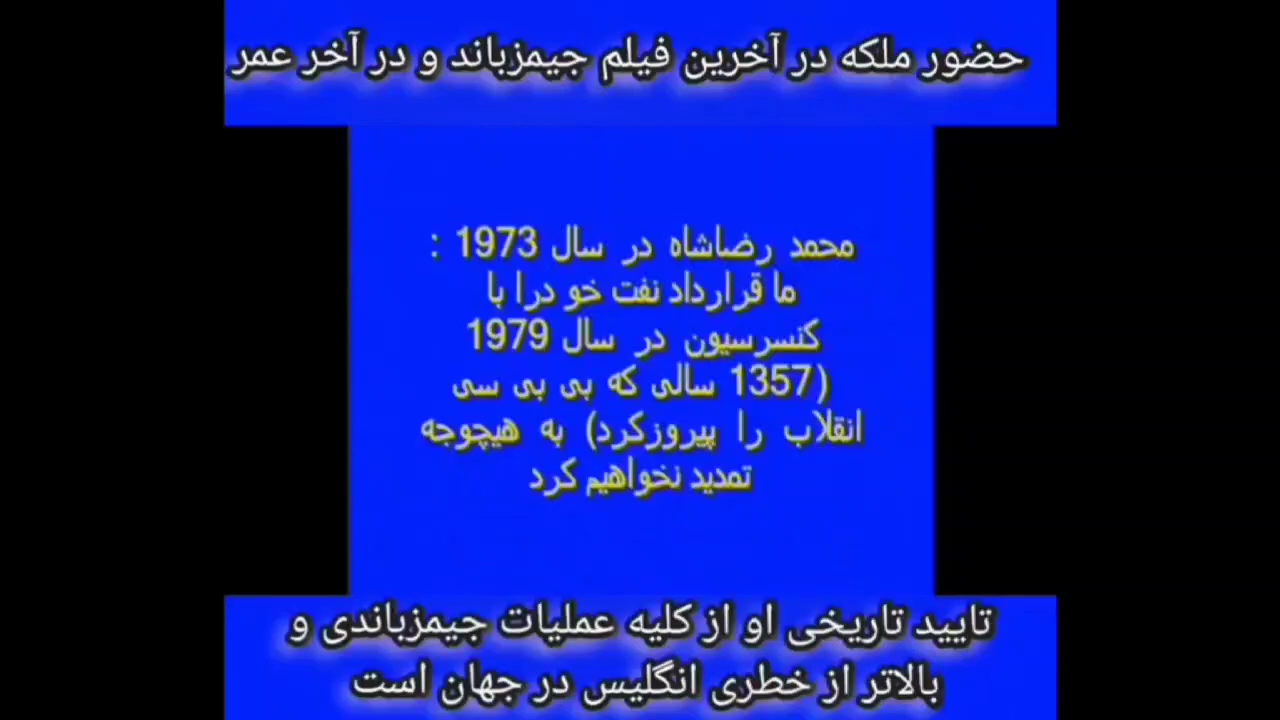 حضور ملکه در آخرین فیلم جیمزباند و در آخر عمر
محمد رضاشاه در سال 1973 :
ما قرارداد نفت خو درا با
کنسرسیون در سال 1979
(1357 سالی که بی بی سی
انقلاب را پیروزکرد) به هیچوجه
تمدید نخواهیم کرد
تایید تاریخی او از کلیه عملیات جیمزباندی و
بالاتر از خطری انگلیس در جهان است